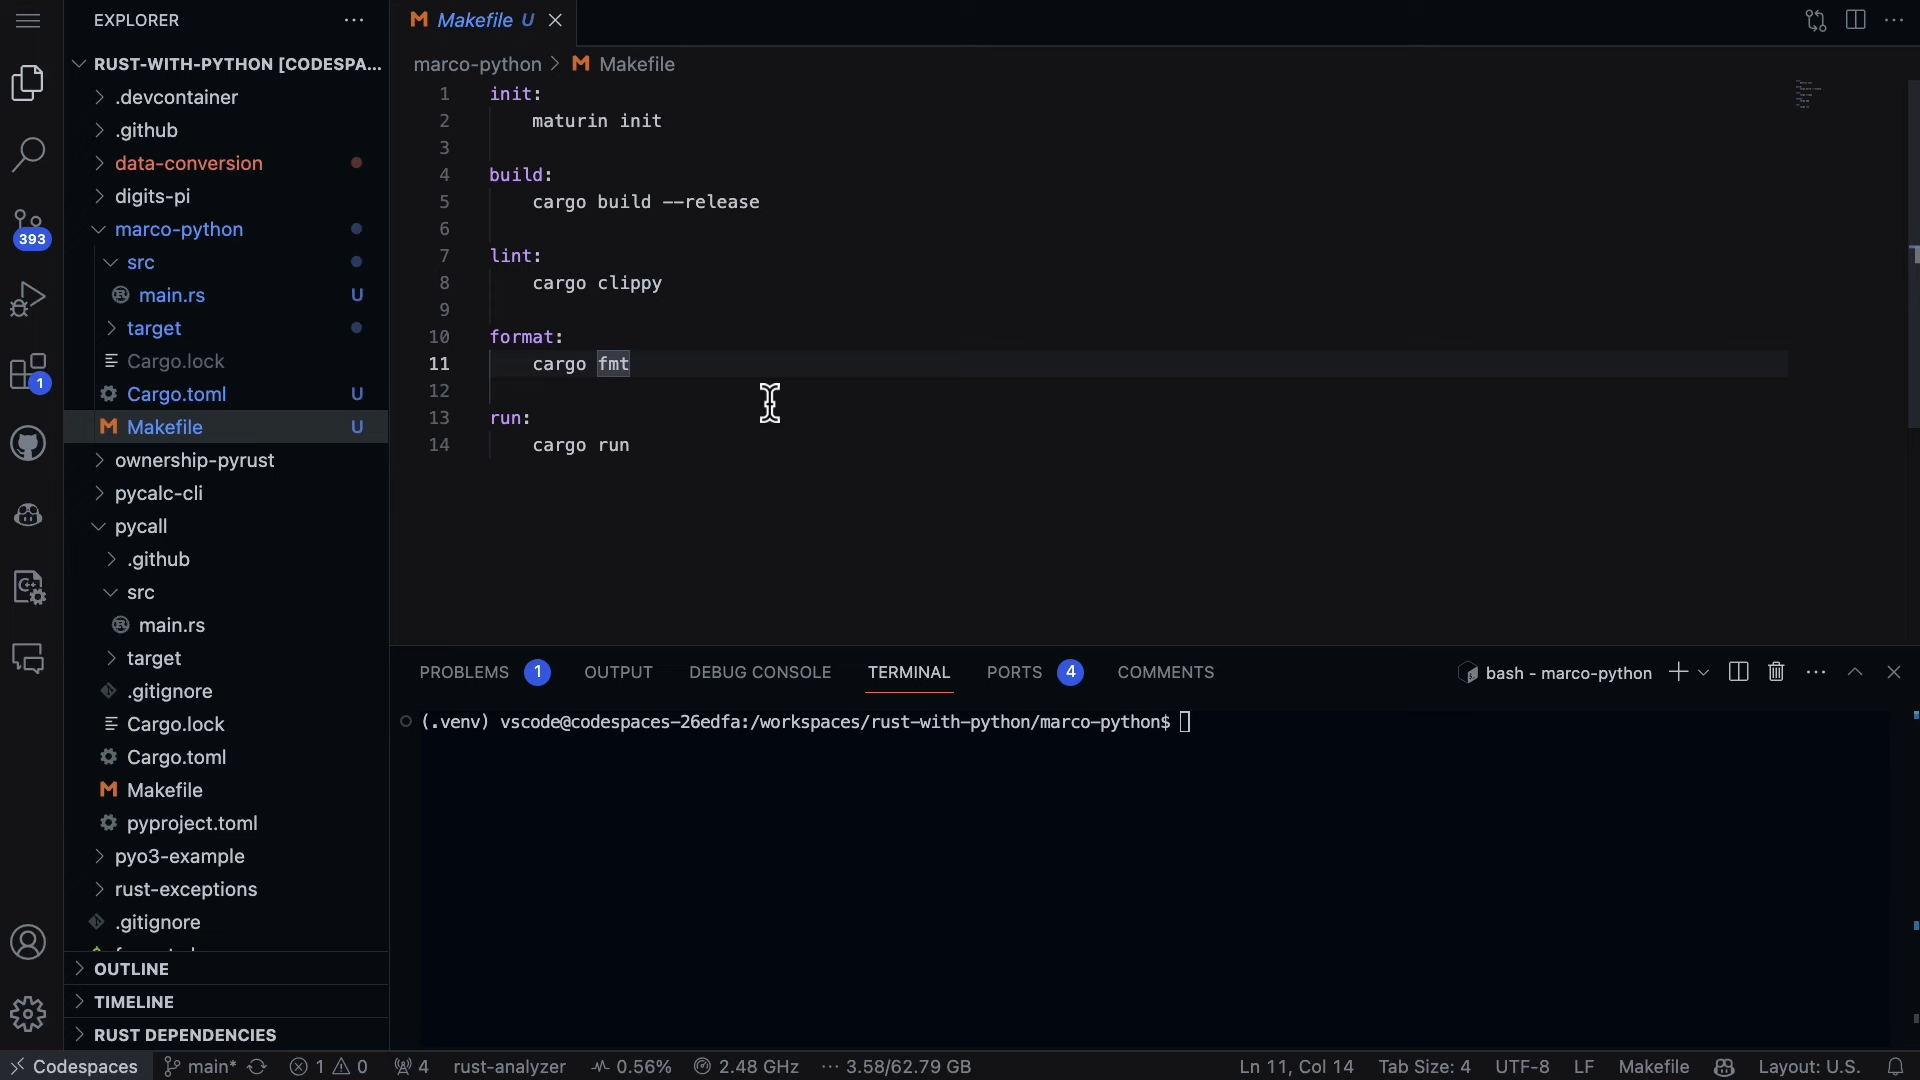 EXPLORER
RUST-WITH-PYTHON [CODESPA...
.devcontainer
.github
data-conversion
digits-pi
marco-python
src
main.rs U
target
Cargo.lock
Cargo.toml U
Makefile U
ownership-pyrust
pycalc-cli
pycall
.github
src
main.rs
target
.gitignore
Cargo.lock
Cargo.toml
Makefile
pyproject.toml
pyo3-example
rust-exceptions
.gitignore
OUTLINE
TIMELINE
RUST DEPENDENCIES
393
1
M Makefile U
marco-python > M Makefile
1 init:
2 maturin init
3
4 build:
5 cargo build --release
6
7 lint:
8 cargo clippy
9
10 format:
11 cargo fmt
12
13 run:
14 cargo run
PROBLEMS 1 OUTPUT DEBUG CONSOLE TERMINAL PORTS 4 COMMENTS bash - marco-python
(.venv) vscode@codespaces-26edfa:/workspaces/rust-with-python/marco-python$
Codespaces main* 1 0 4 rust-analyzer 0.56% 2.48 GHz 3.58/62.79 GB Ln 11, Col 14 Tab Size: 4 UTF-8 LF Makefile Layout: U.S.